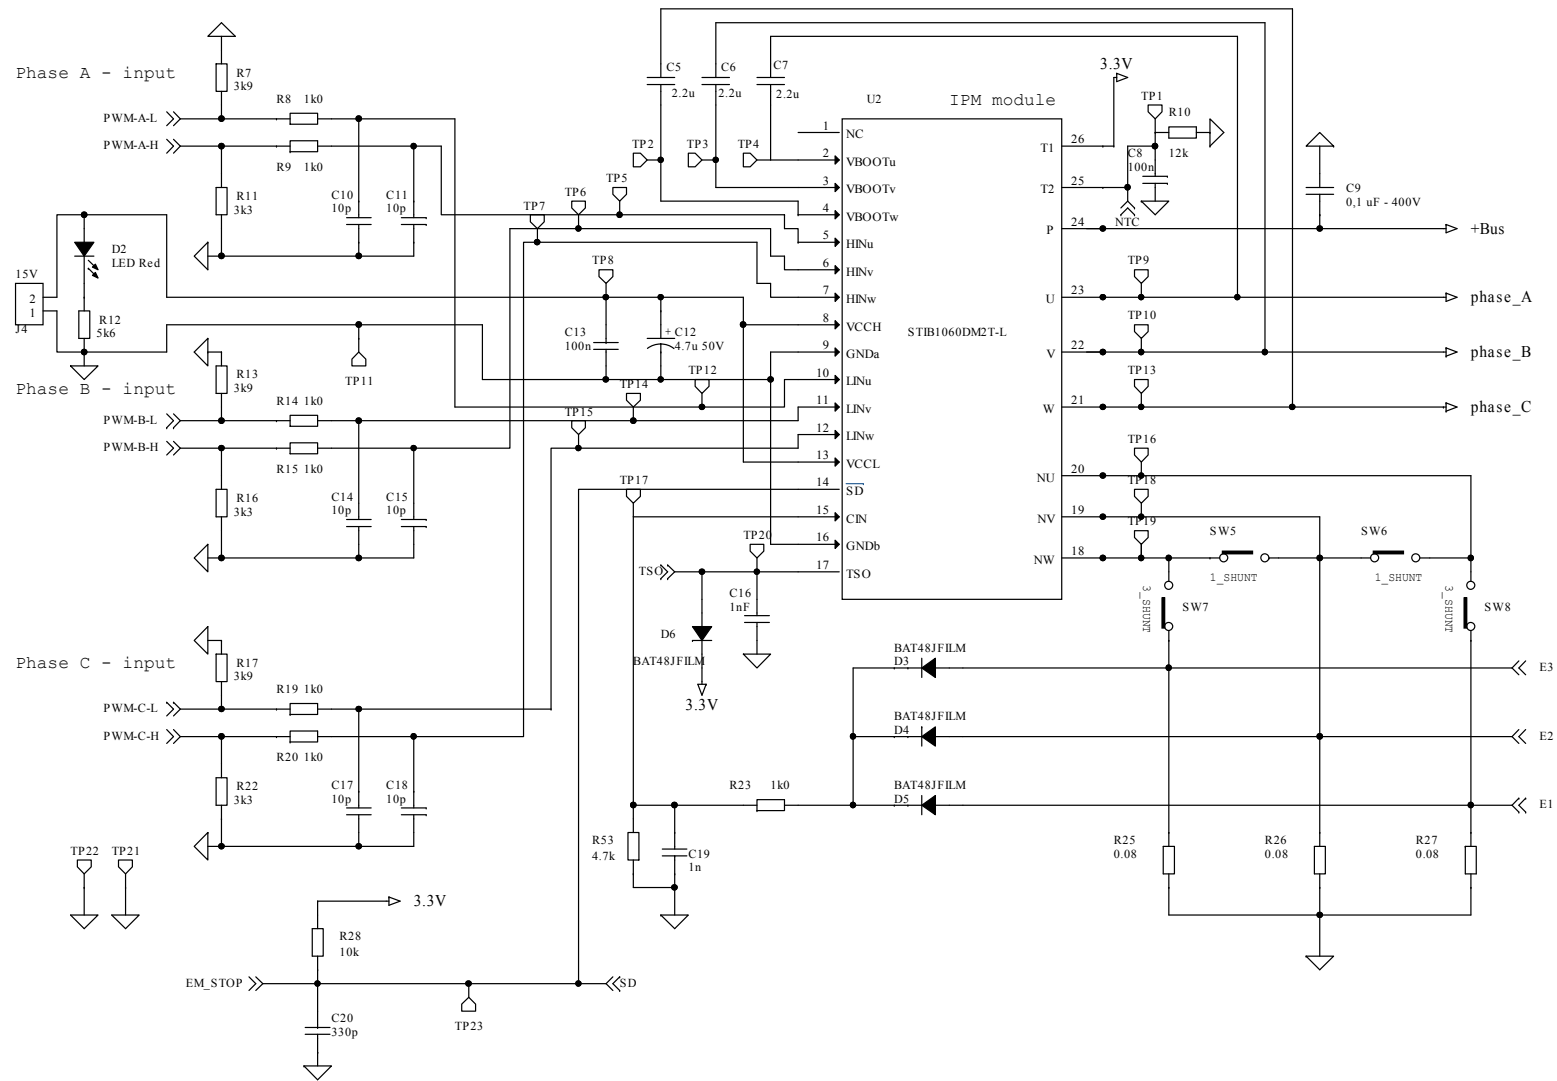 Phase A - input
R7
3k9
R8 1k0
PWM-A-L
PWM-A-H
R9 1k0
R11
3k3
C10
10p
C11
10p
D2
LED Red
15V
2
1
J4
R12
5k6
TP11
Phase B - input
R13
3k9
R14 1k0
PWM-B-L
PWM-B-H
R15 1k0
R16
3k3
C14
10p
C15
10p
Phase C - input
R17
3k9
R19 1k0
PWM-C-L
PWM-C-H
R20 1k0
R22
3k3
C17
10p
C18
10p
TP22
TP21
3.3V
R28
10k
EM_STOP
SD
TP23
C20
330p
C5
2.2u
C6
2.2u
C7
2.2u
TP2
TP3
TP4
TP5
TP6
TP7
TP8
C13
100n
+
C12
4.7u 50V
TP12
TP14
TP15
TP17
TP20
TSO
C16
1nF
D6
BAT48JFILM
3.3V
U2
IPM module
STIB1060DM2T-L
1 NC
2 VBOOTu
3 VBOOTv
4 VBOOTw
5 HINu
6 HINv
7 HINw
8 VCCH
9 GNDa
10 LINu
11 LINv
12 LINw
13 VCCL
14 SD
15 CIN
16 GNDb
17 TSO
T1 26
T2 25
P 24
U 23
V 22
W 21
NU 20
NV 19
NW 18
3.3V
TP1
R10
12k
C8
100n
NTC
C9
0,1 uF - 400V
+Bus
TP9
phase_A
TP10
phase_B
TP13
phase_C
TP16
TP18
TP19
SW5
1_SHUNT
SW6
1_SHUNT
3_SHUNT
SW7
3_SHUNT
SW8
BAT48JFILM
D3
E3
BAT48JFILM
D4
E2
BAT48JFILM
D5
E1
R23 1k0
R53
4.7k
C19
1n
R25
0.08
R26
0.08
R27
0.08